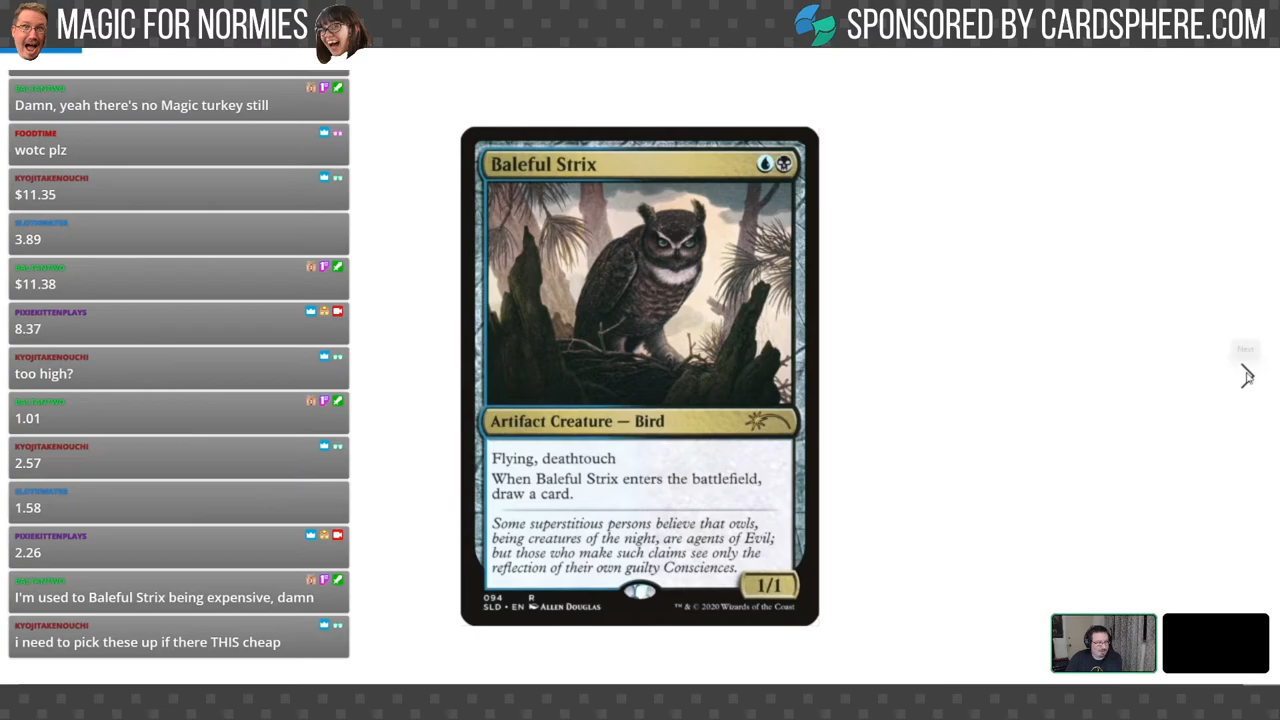 MAGIC FOR NORMIES
SPONSORED BY CARDSPHERE.COM
BALTANTWO
Damn, yeah there's no Magic turkey still
FOODTIME
wotc plz
KYOJITAKENOUCHI
$11.35
3.89
BALTANTWO
$11.38
PIXIEKITTENPLAYS
8.37
KYOJITAKENOUCHI
too high?
BALTANTWO
1.01
KYOJITAKENOUCHI
2.57
1.58
PIXIEKITTENPLAYS
2.26
BALTANTWO
I'm used to Baleful Strix being expensive, damn
KYOJITAKENOUCHI
i need to pick these up if there THIS cheap
Baleful Strix
Artifact Creature — Bird
Flying, deathtouch
When Baleful Strix enters the battlefield,
draw a card.
Some superstitious persons believe that owls,
being creatures of the night, are agents of Evil;
but those who make such claims see only the
reflection of their own guilty Consciences.
1/1
094 R
SLD • EN ALLEN DOUGLAS
™ & © 2020 Wizards of the Coast
Next